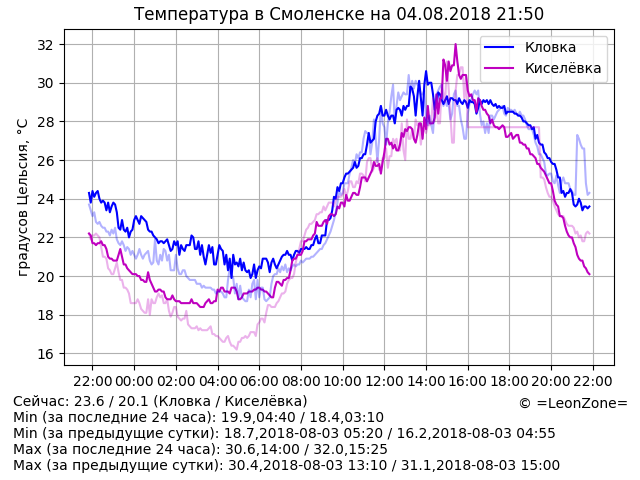 Температура в Смоленске на 04.08.2018 21:50
градусов Цельсия, °C
32
30
28
26
24
22
20
18
16
Кловка
Киселёвка
22:00 00:00 02:00 04:00 06:00 08:00 10:00 12:00 14:00 16:00 18:00 20:00 22:00
Сейчас: 23.6 / 20.1 (Кловка / Киселёвка)
© =LeonZone=
Min (за последние 24 часа): 19.9,04:40 / 18.4,03:10
Min (за предыдущие сутки): 18.7,2018-08-03 05:20 / 16.2,2018-08-03 04:55
Max (за последние 24 часа): 30.6,14:00 / 32.0,15:25
Max (за предыдущие сутки): 30.4,2018-08-03 13:10 / 31.1,2018-08-03 15:00